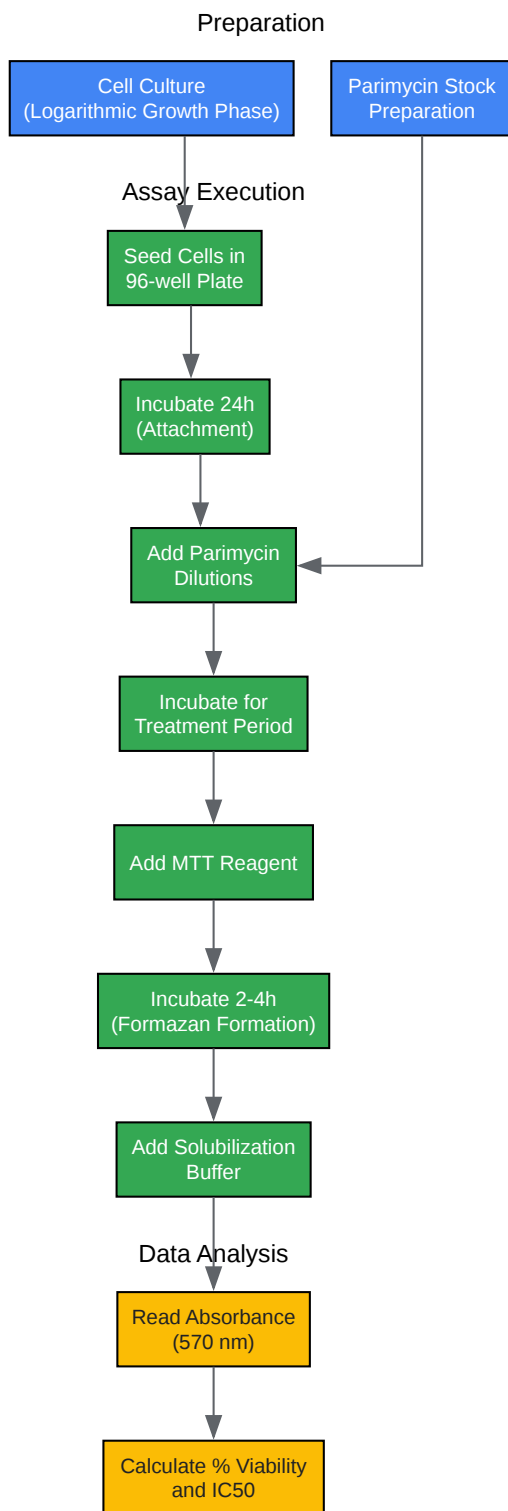 Preparation
Cell Culture
(Logarithmic Growth Phase)
Parimycin Stock
Preparation
Assay Execution
Seed Cells in
96-well Plate
Incubate 24h
(Attachment)
Add Parimycin
Dilutions
Incubate for
Treatment Period
Add MTT Reagent
Incubate 2-4h
(Formazan Formation)
Add Solubilization
Buffer
Data Analysis
Read Absorbance
(570 nm)
Calculate % Viability
and IC50